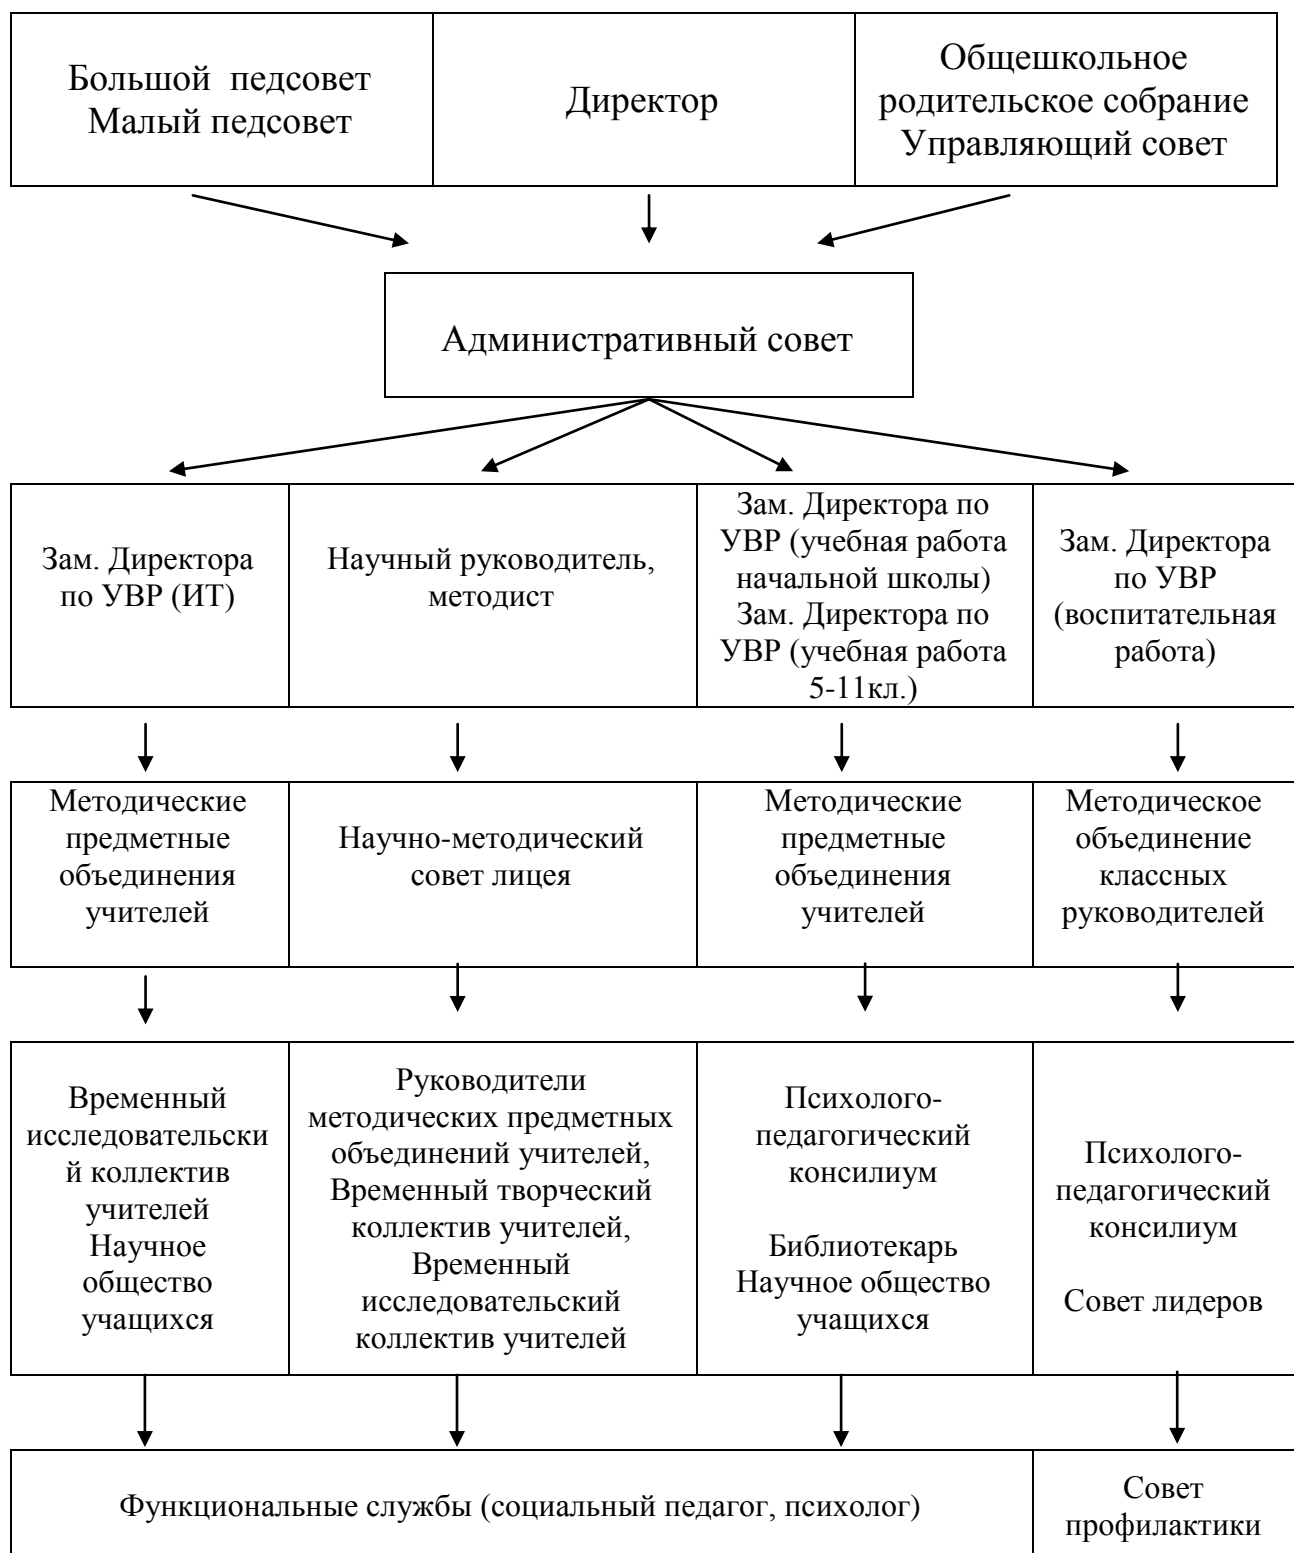 Большой педсовет
Малый педсовет
Директор
Общешкольное
родительское собрание
Управляющий совет
Административный совет
Зам. Директора
по УВР (ИТ)
Научный руководитель,
методист
Зам. Директора по
УВР (учебная работа
начальной школы)
Зам. Директора по
УВР (учебная работа
5-11кл.)
Зам. Директора
по УВР
(воспитательная
работа)
Методические
предметные
объединения
учителей
Научно-методический
совет лицея
Методические
предметные
объединения
учителей
Методическое
объединение
классных
руководителей
Временный
исследовательски
й коллектив
учителей
Научное
общество
учащихся
Руководители
методических предметных
объединений учителей,
Временный творческий
коллектив учителей,
Временный
исследовательский
коллектив учителей
Психолого-
педагогический
консилиум
Библиотекарь
Научное общество
учащихся
Психолого-
педагогический
консилиум
Совет лидеров
Функциональные службы (социальный педагог, психолог)
Совет
профилактики